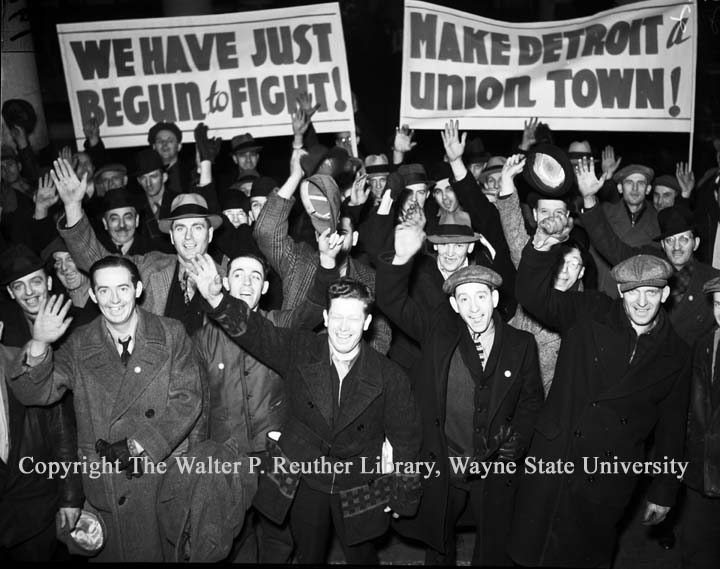 WE HAVE JUST
BEGUN to FIGHT!
MAKE DETROIT a
UNION TOWN!
Copyright The Walter P. Reuther Library, Wayne State University